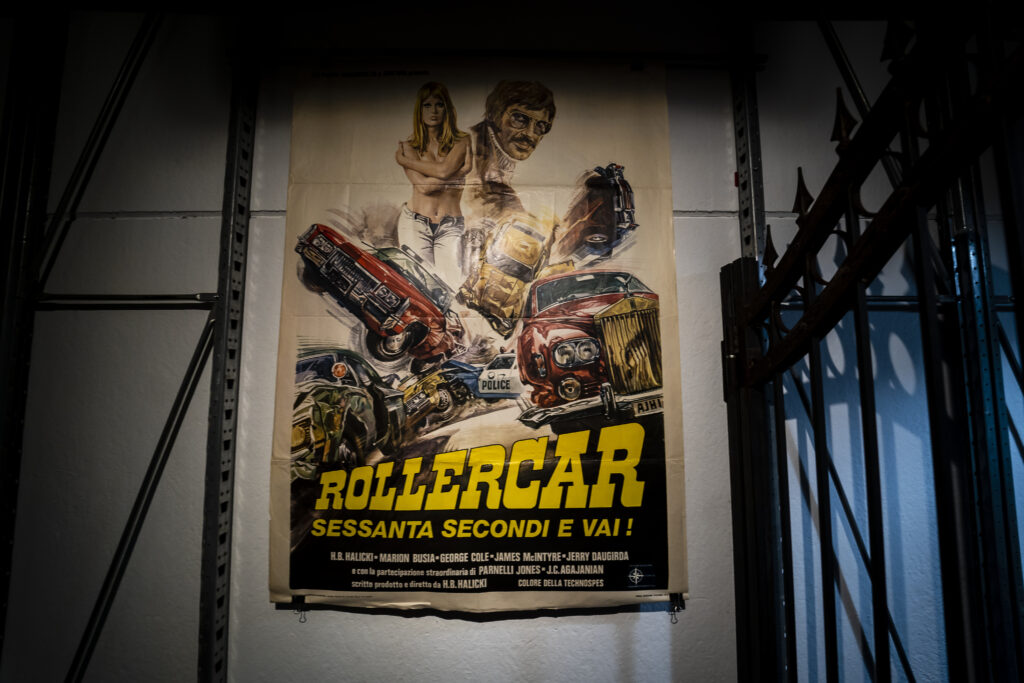 POLICE
AJHI
ROLLERCAR
SESSANTA SECONDI E VAI!
H.B. HALICKI • MARION BUSIA • GEORGE COLE • JAMES McINTYRE • JERRY DAUGIRDA
e con la partecipazione straordinaria di PARNELLI JONES • J.C. AGAJANIAN
scritto prodotto e diretto da H.B. HALICKI COLORE DELLA TECHNOSPES